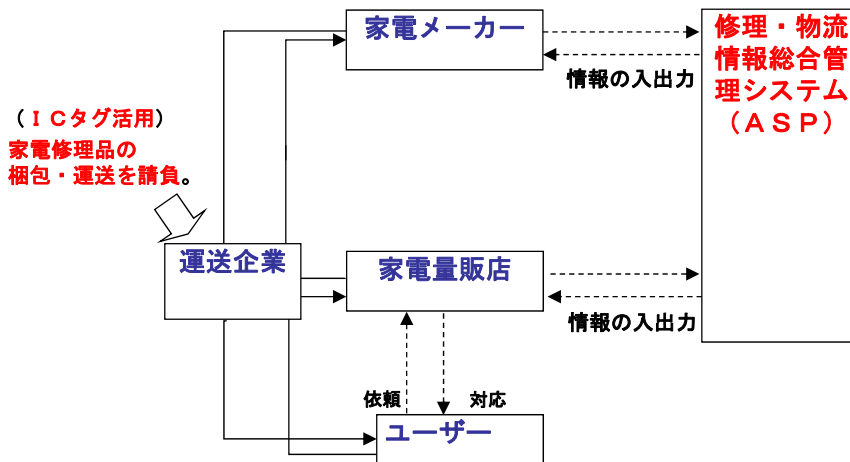 家電メーカー
修理・物流
情報総合管
理システム
（ＡＳＰ）
情報の入出力
（ＩＣタグ活用）
家電修理品の
梱包・運送を請負。
運送企業
家電量販店
情報の入出力
依頼
対応
ユーザー